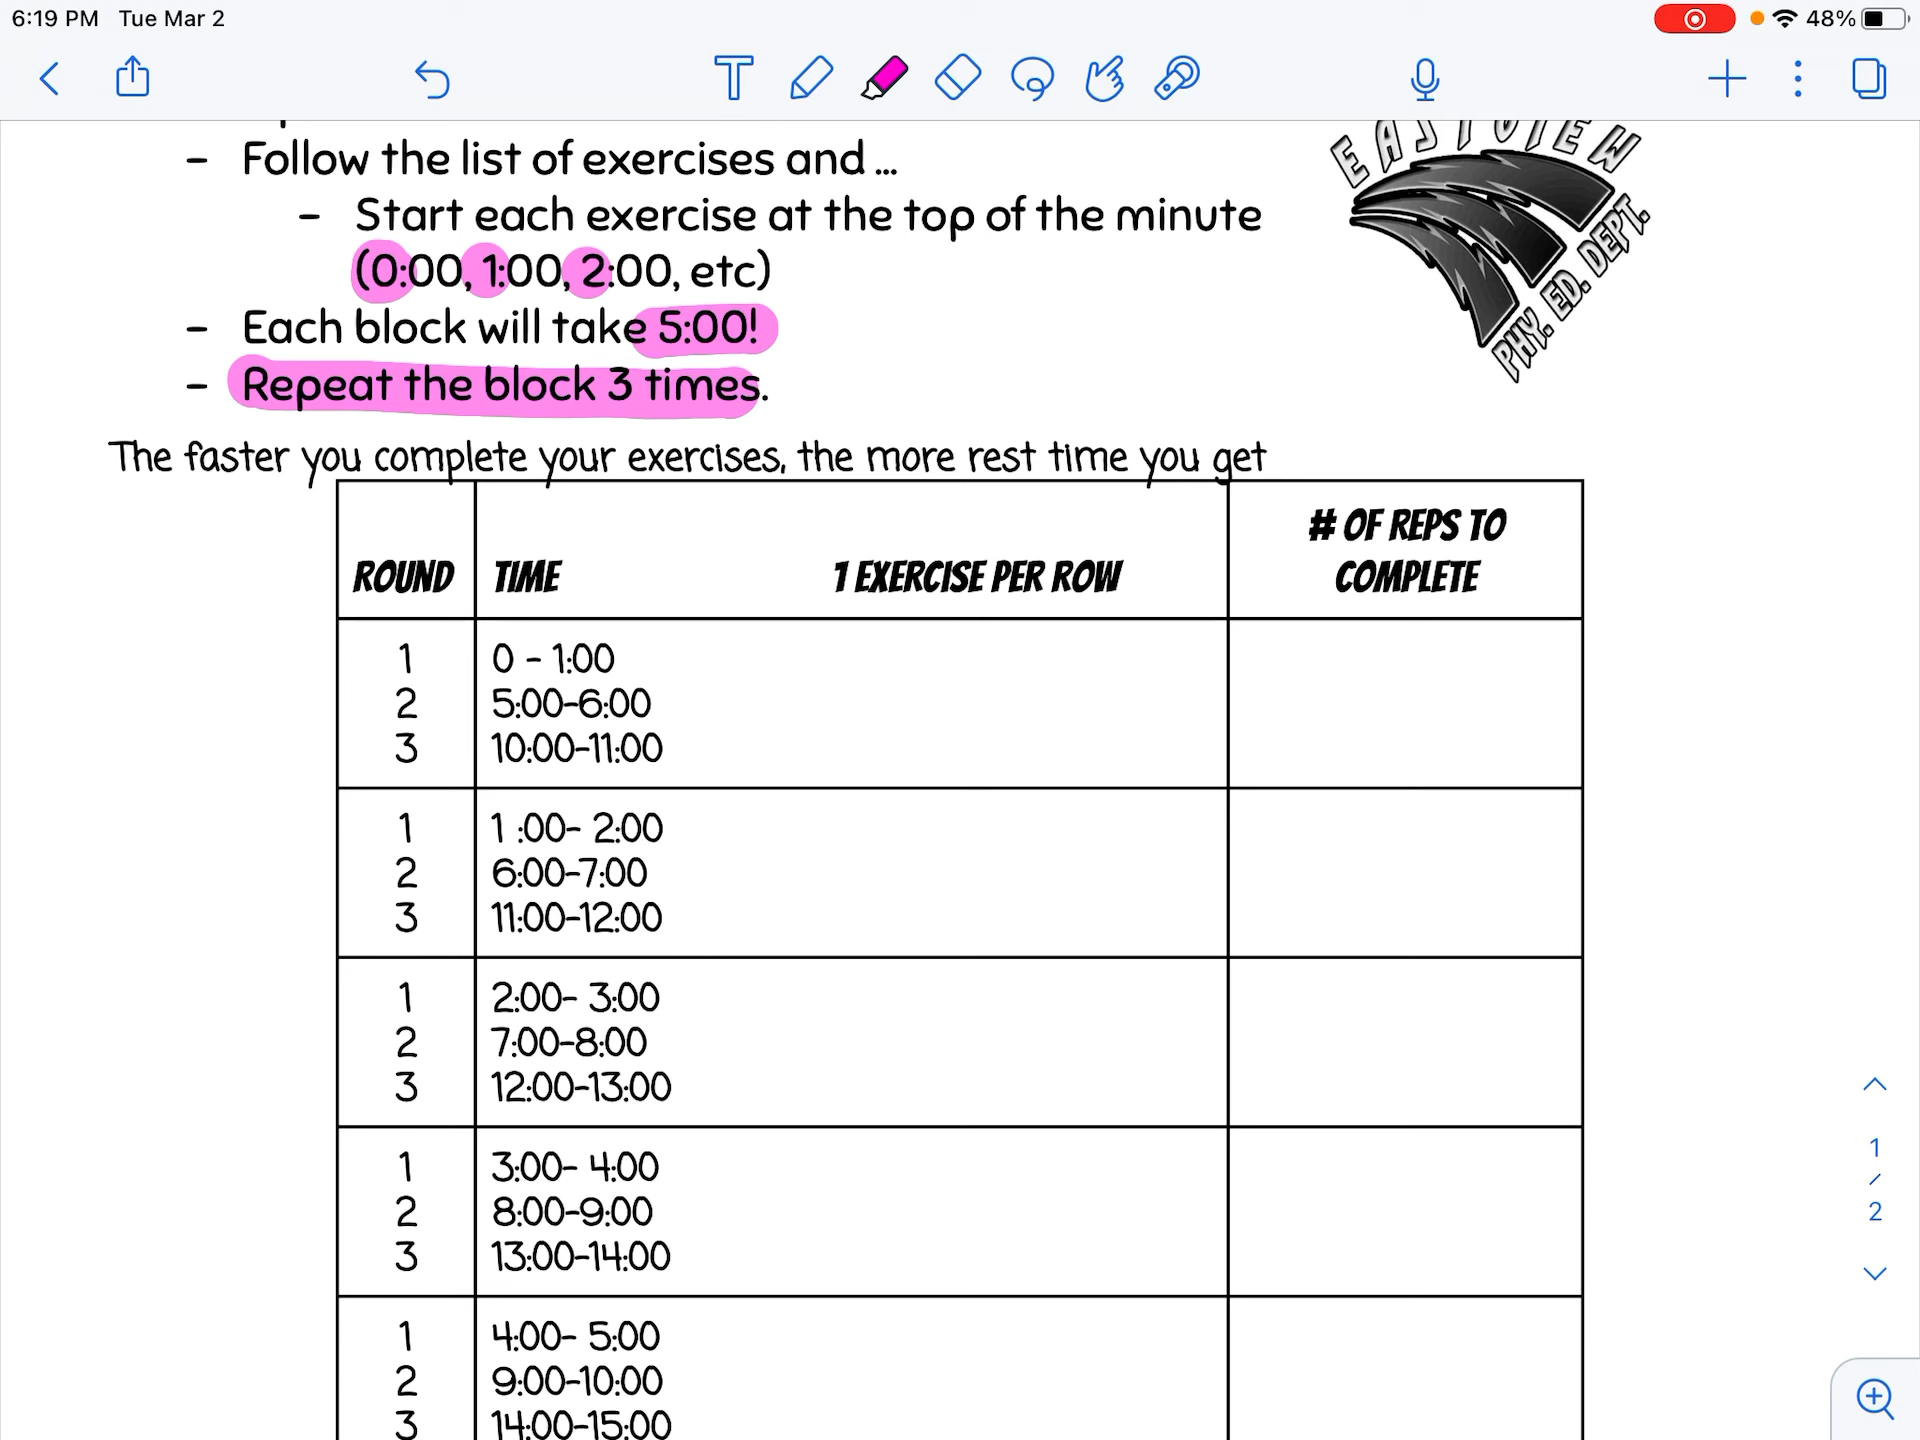 6:19 PM Tue Mar 2
48%
- Follow the list of exercises and ...
- Start each exercise at the top of the minute
(0:00, 1:00, 2:00, etc)
- Each block will take 5:00!
- Repeat the block 3 times.
EASTVIEW
PHY. ED. DEPT.
The faster you complete your exercises, the more rest time you get
ROUND TIME 1 EXERCISE PER ROW # OF REPS TO
COMPLETE
1 0 - 1:00
2 5:00-6:00
3 10:00-11:00
1 1 :00- 2:00
2 6:00-7:00
3 11:00-12:00
1 2:00- 3:00
2 7:00-8:00
3 12:00-13:00
1 3:00- 4:00
2 8:00-9:00
3 13:00-14:00
1 4:00- 5:00
2 9:00-10:00
3 14:00-15:00
1
/
2